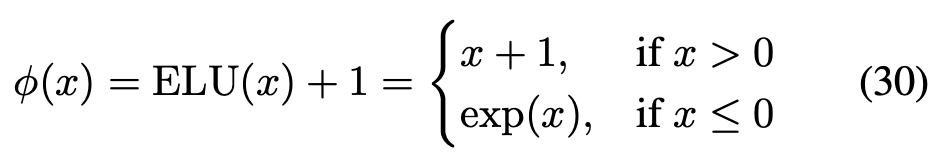 ϕ(x) = ELU(x) + 1 = { x + 1, if x > 0
exp(x), if x ≤ 0
(30)